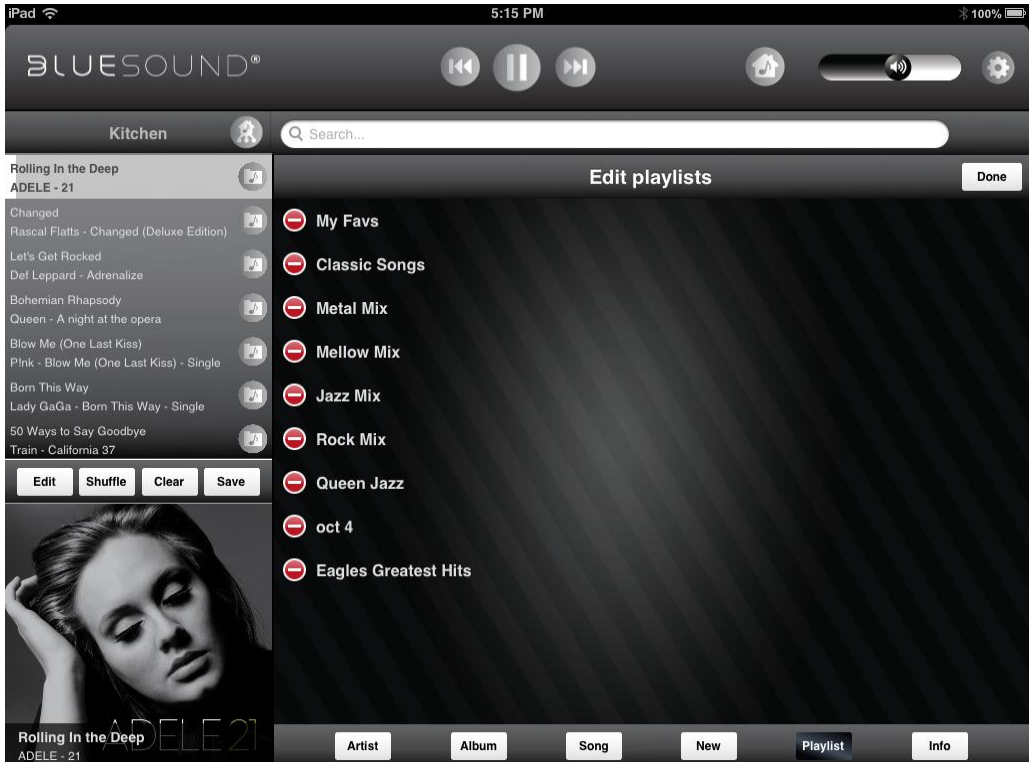 iPad
5:15 PM
100%
BLUESOUND®
Kitchen
Search...
Rolling In the Deep
ADELE - 21
Changed
Rascal Flatts - Changed (Deluxe Edition)
Let's Get Rocked
Def Leppard - Adrenalize
Bohemian Rhapsody
Queen - A night at the opera
Blow Me (One Last Kiss)
P!nk - Blow Me (One Last Kiss) - Single
Born This Way
Lady GaGa - Born This Way - Single
50 Ways to Say Goodbye
Train - California 37
Edit Shuffle Clear Save
ADELE 21
Rolling In the Deep
ADELE - 21
Edit playlists
Done
My Favs
Classic Songs
Metal Mix
Mellow Mix
Jazz Mix
Rock Mix
Queen Jazz
oct 4
Eagles Greatest Hits
Artist Album Song New Playlist Info